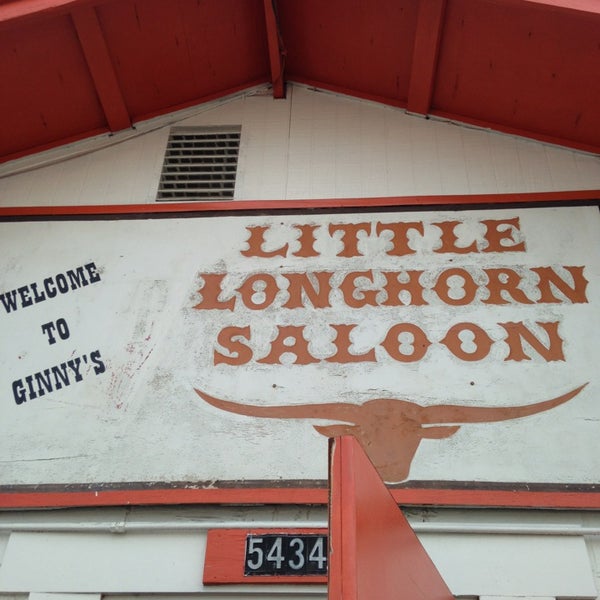 WELCOME
TO
GINNY'S
LITTLE
LONGHORN
SALOON
5434